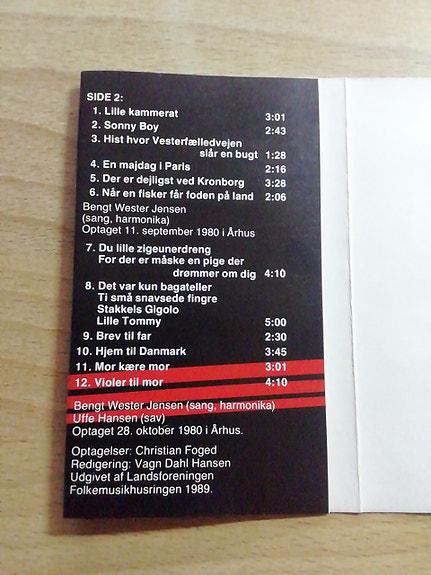 SIDE 2:
1. Lille kammerat 3:01
2. Sonny Boy 2:43
3. Hist hvor Vesterfælledvejen
slår en bugt 1:28
4. En majdag i Paris 2:16
5. Der er dejligst ved Kronborg 3:28
6. Når en fisker får foden på land 2:06
Bengt Wester Jensen
(sang, harmonika)
Optaget 11. september 1980 i Århus
7. Du lille zigeunerdreng
For der er måske en pige der
drømmer om dig 4:10
8. Det var kun bagateller
Ti små snavsede fingre
Stakkels Gigolo
Lille Tommy 5:00
9. Brev til far 2:30
10. Hjem til Danmark 3:45
11. Mor kære mor 3:01
12. Violer til mor 4:10
Bengt Wester Jensen (sang, harmonika)
Uffe Hansen (sav)
Optaget 28. oktober 1980 i Århus.
Optagelser: Christian Foged
Redigering: Vagn Dahl Hansen
Udgivet af Landsforeningen
Folkemusikhusringen 1989.